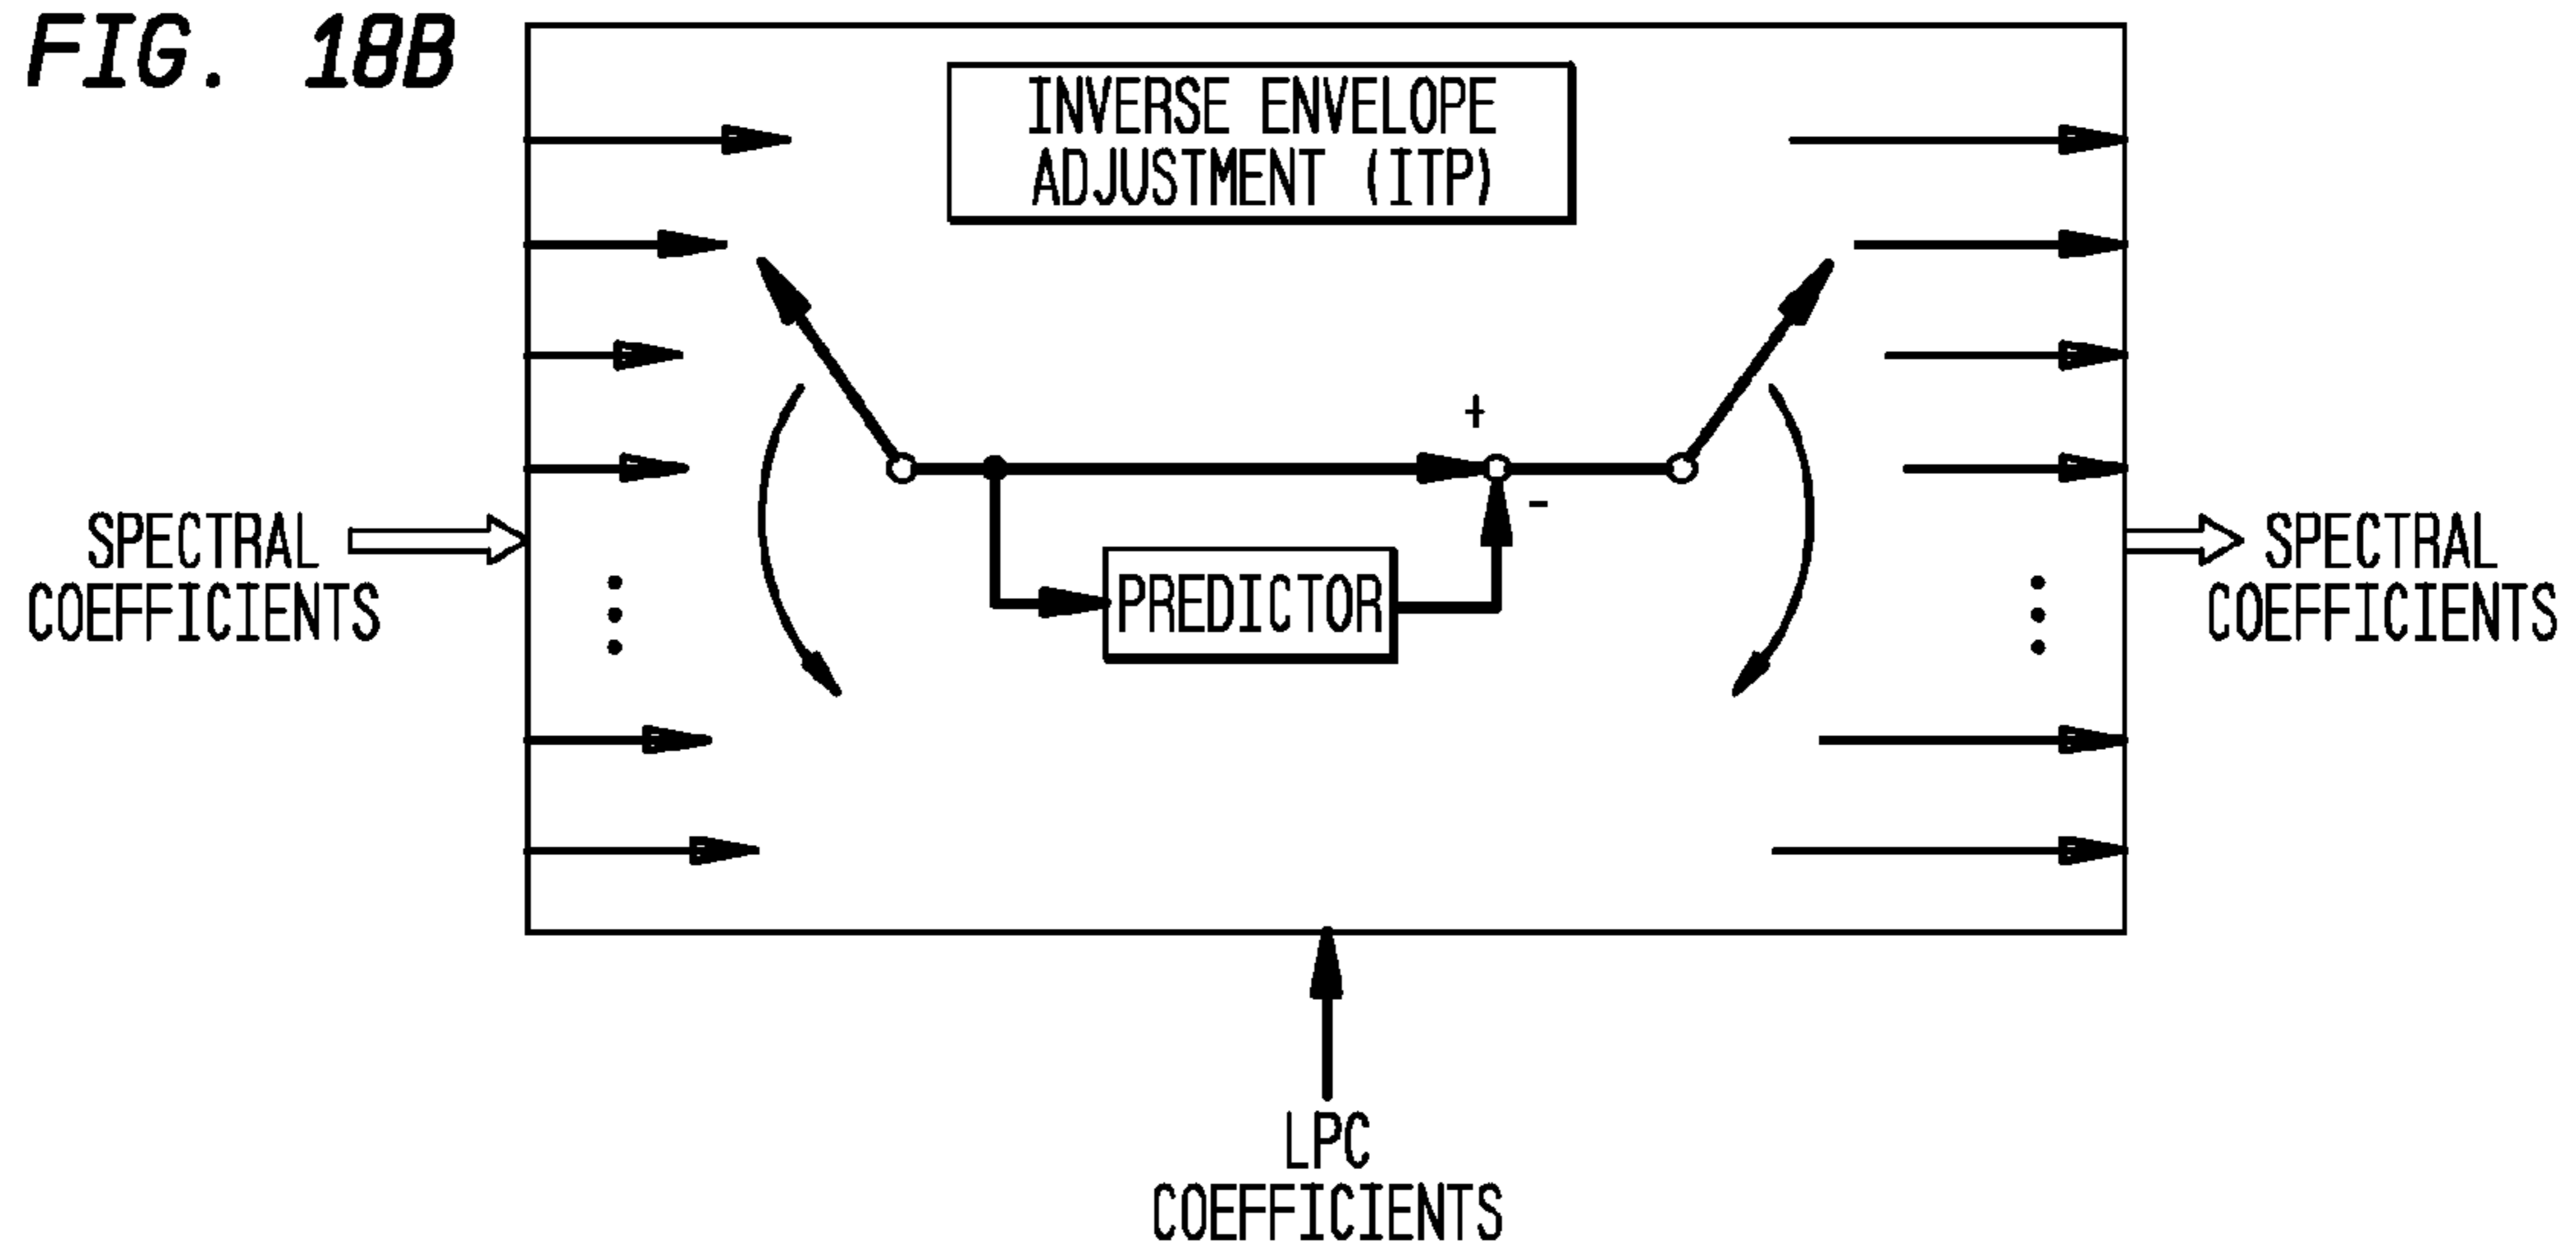 FIG. 18B
INVERSE ENVELOPE
ADJUSTMENT (ITP)
+
-
SPECTRAL
COEFFICIENTS
PREDICTOR
SPECTRAL
COEFFICIENTS
LPC
COEFFICIENTS